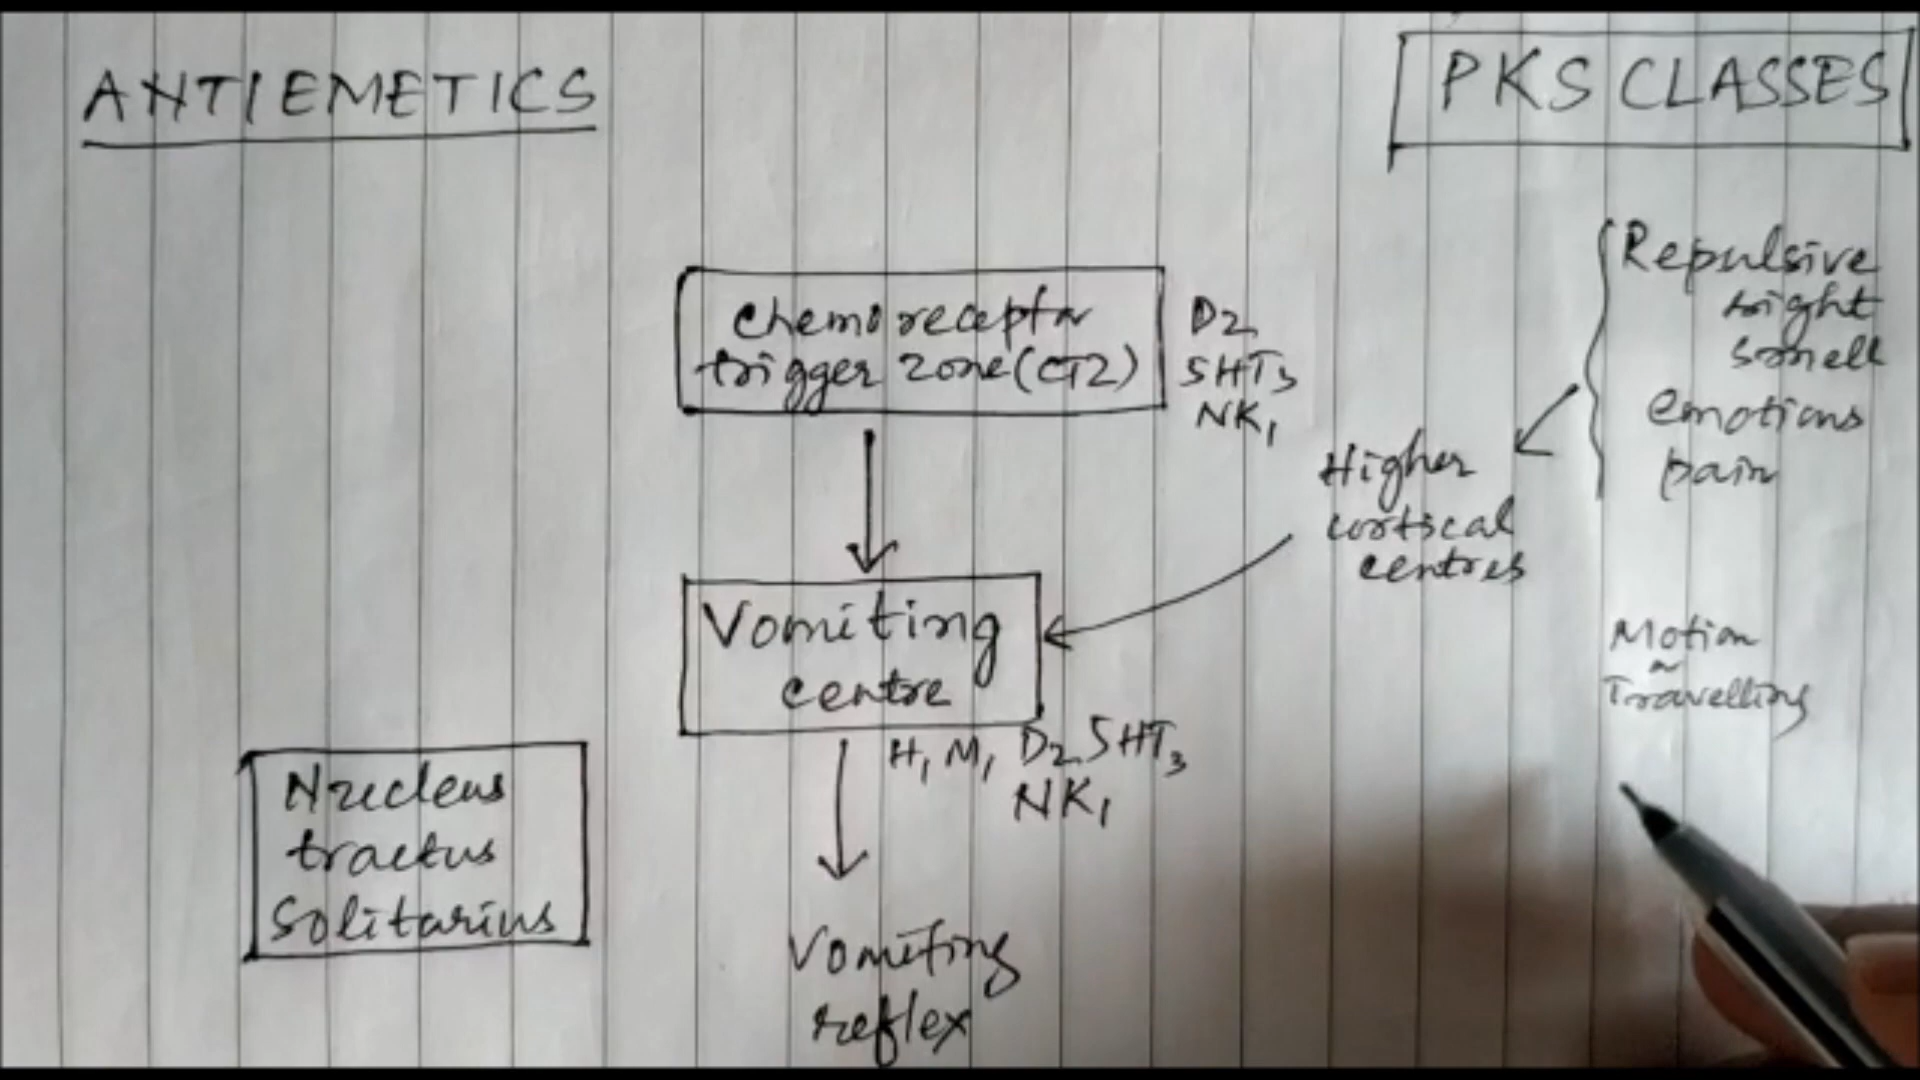 ANTIEMETICS
PKS CLASSES
Chemoreceptor
trigger zone (CTZ)
D2
5HT3
NK1
Repulsive
sight
smell
emotions
pain
Higher
cortical
centres
Vomiting
centre
H1 M1 D2 5HT3
NK1
Motion
Travelling
Nucleus
tractus
Solitarius
Vomiting
reflex